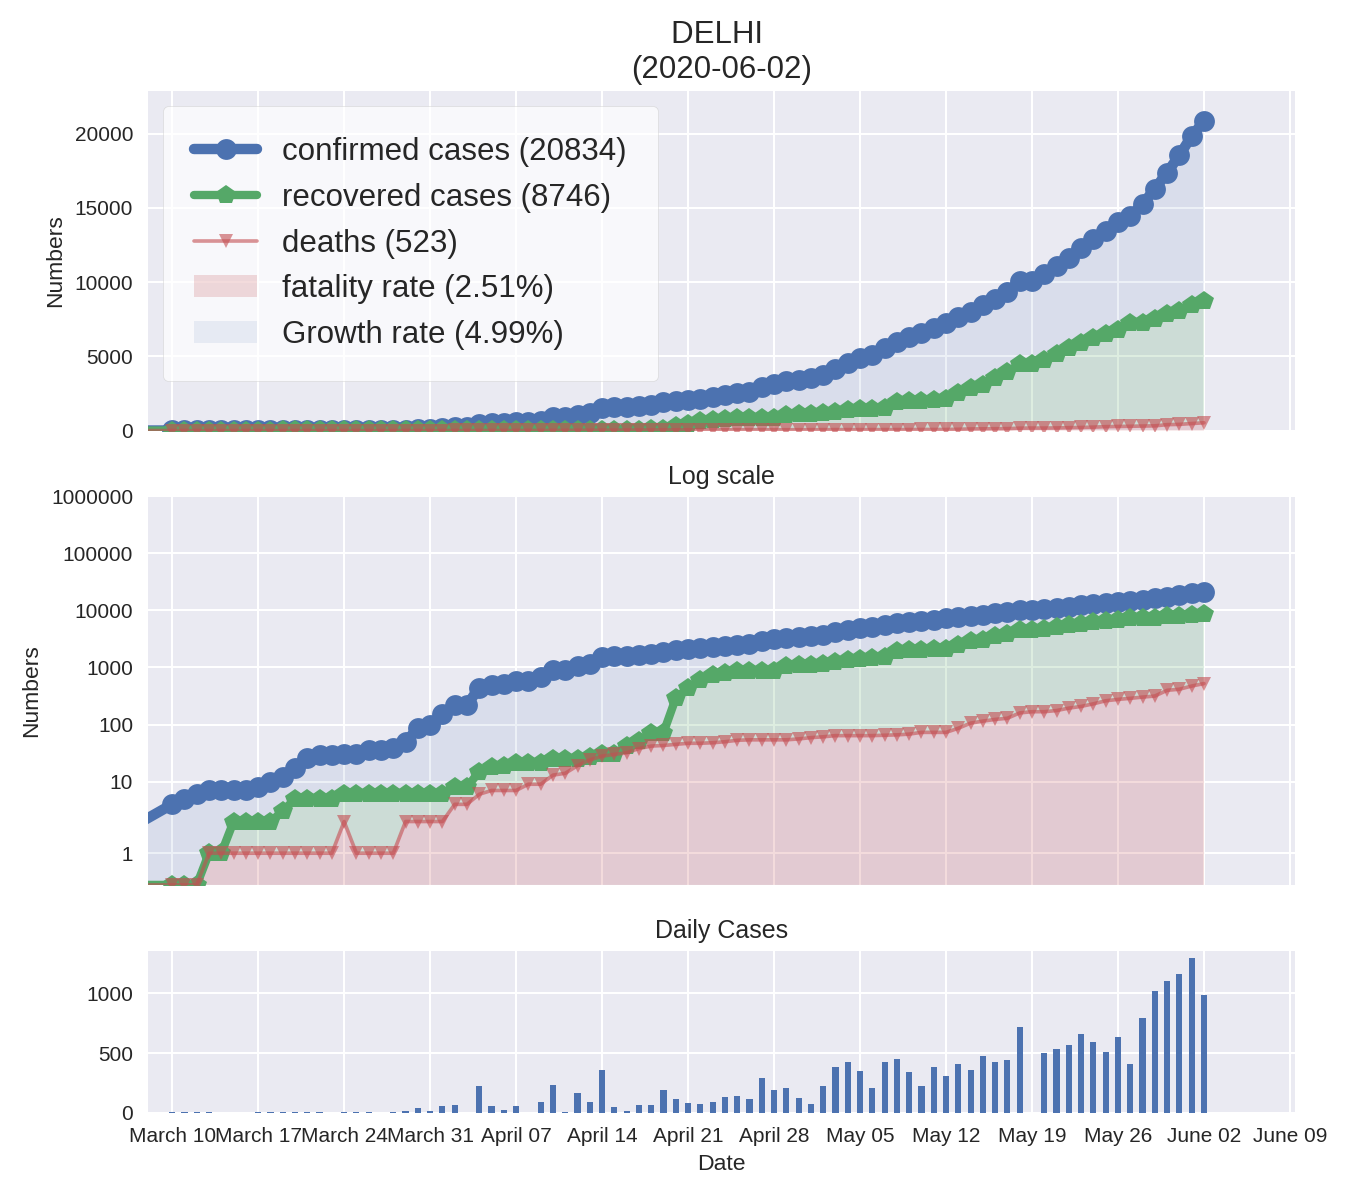 DELHI
(2020-06-02)
Numbers
20000
15000
10000
5000
0
confirmed cases (20834)
recovered cases (8746)
deaths (523)
fatality rate (2.51%)
Growth rate (4.99%)
Log scale
Numbers
1000000
100000
10000
1000
100
10
1
Daily Cases
1000
500
0
March 10 March 17 March 24 March 31 April 07 April 14 April 21 April 28 May 05 May 12 May 19 May 26 June 02 June 09
Date